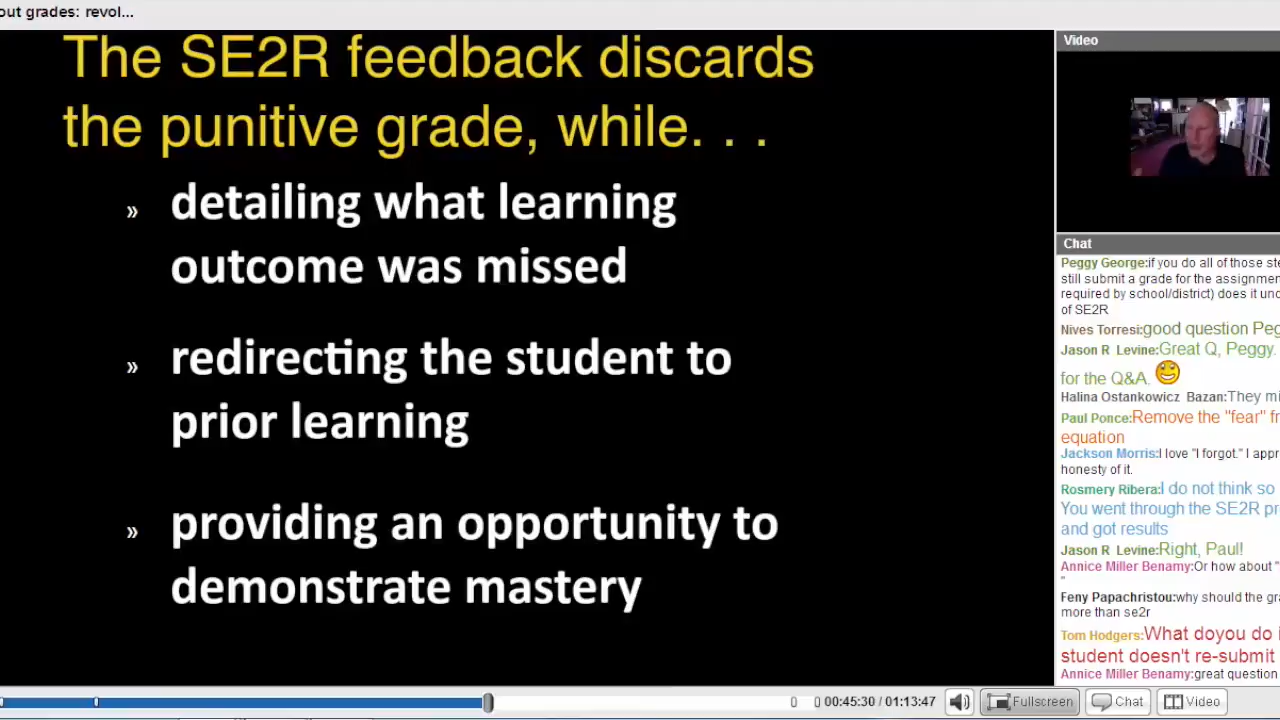 out grades: revol...
The SE2R feedback discards
the punitive grade, while. . .
» detailing what learning
outcome was missed
» redirecting the student to
prior learning
» providing an opportunity to
demonstrate mastery
Video
Chat
Peggy George:if you do all of those ste
still submit a grade for the assignmen
required by school/district) does it und
of SE2R
Nives Torresi:good question Peg
Jason R Levine:Great Q, Peggy.
for the Q&A.
Halina Ostankowicz Bazan:They mi
Paul Ponce:Remove the "fear" fr
equation
Jackson Morris:I love "I forgot." I appr
honesty of it.
Rosmery Ribera:I do not think so
You went through the SE2R pr
and got results
Jason R Levine:Right, Paul!
Annice Miller Benamy:Or how about "
"
Feny Papachristou:why should the gra
more than se2r
Tom Hodgers:What doyou do i
student doesn't re-submit
Annice Miller Benamy:great question
00:45:30 / 01:13:47
Fullscreen
Chat
Video